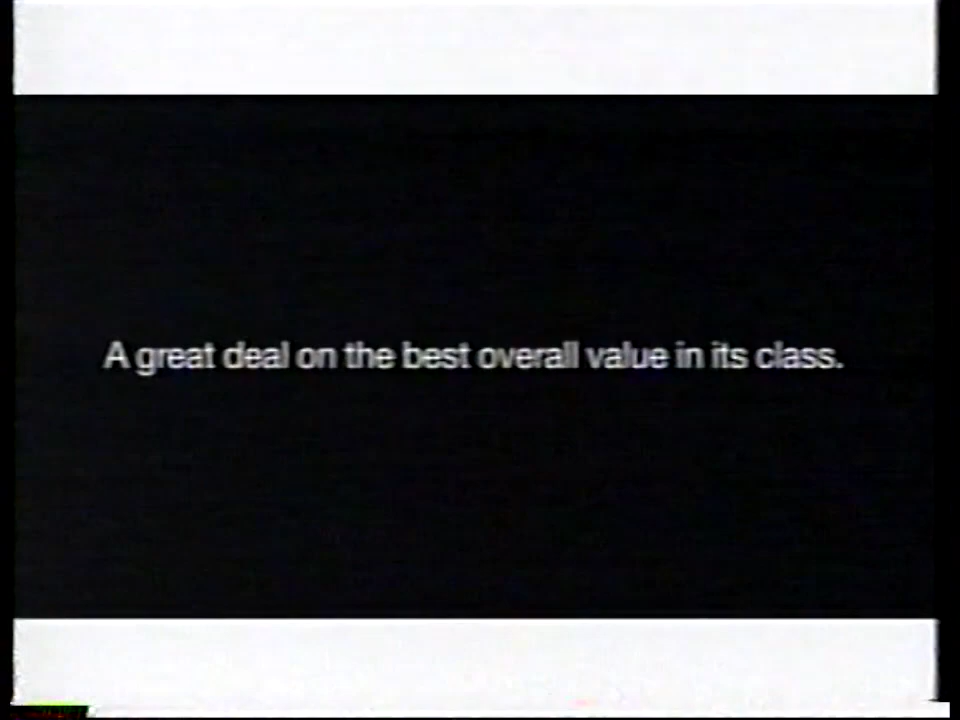 A great deal on the best overall value in its class.